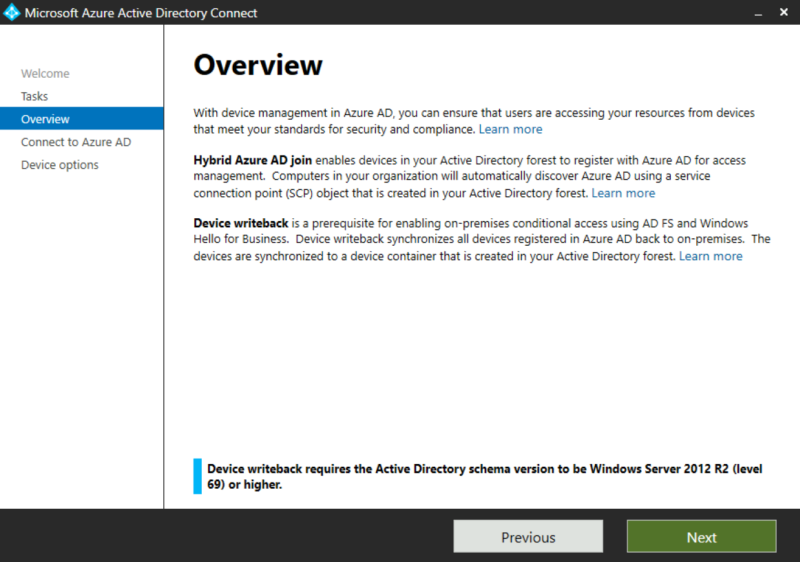 Microsoft Azure Active Directory Connect
Welcome
Tasks
Overview
Connect to Azure AD
Device options
Overview
With device management in Azure AD, you can ensure that users are accessing your resources from devices
that meet your standards for security and compliance. Learn more
Hybrid Azure AD join enables devices in your Active Directory forest to register with Azure AD for access
management. Computers in your organization will automatically discover Azure AD using a service
connection point (SCP) object that is created in your Active Directory forest. Learn more
Device writeback is a prerequisite for enabling on-premises conditional access using AD FS and Windows
Hello for Business. Device writeback synchronizes all devices registered in Azure AD back to on-premises. The
devices are synchronized to a device container that is created in your Active Directory forest. Learn more
Device writeback requires the Active Directory schema version to be Windows Server 2012 R2 (level
69) or higher.
Previous
Next